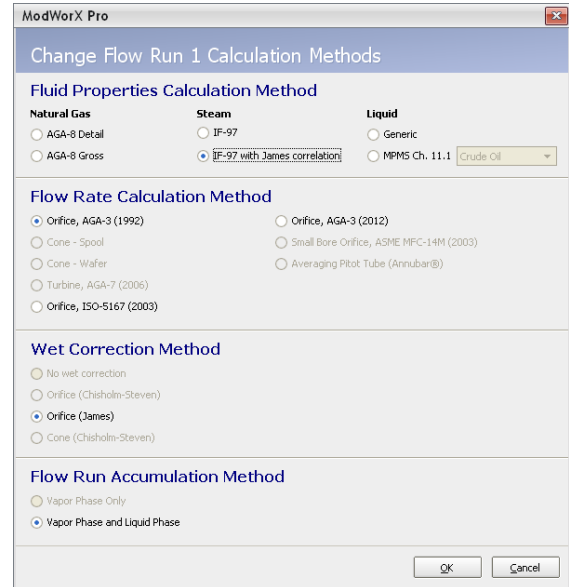 ModWorX Pro
Change Flow Run 1 Calculation Methods
Fluid Properties Calculation Method
Natural Gas Steam Liquid
AGA-8 Detail IF-97 Generic
AGA-8 Gross IF-97 with James correlation MPMS Ch. 11.1 Crude Oil
Flow Rate Calculation Method
Orifice, AGA-3 (1992) Orifice, AGA-3 (2012)
Cone - Spool Small Bore Orifice, ASME MFC-14M (2003)
Cone - Wafer Averaging Pitot Tube (Annubar®)
Turbine, AGA-7 (2006)
Orifice, ISO-5167 (2003)
Wet Correction Method
No wet correction
Orifice (Chisholm-Steven)
Orifice (James)
Cone (Chisholm-Steven)
Flow Run Accumulation Method
Vapor Phase Only
Vapor Phase and Liquid Phase
OK Cancel